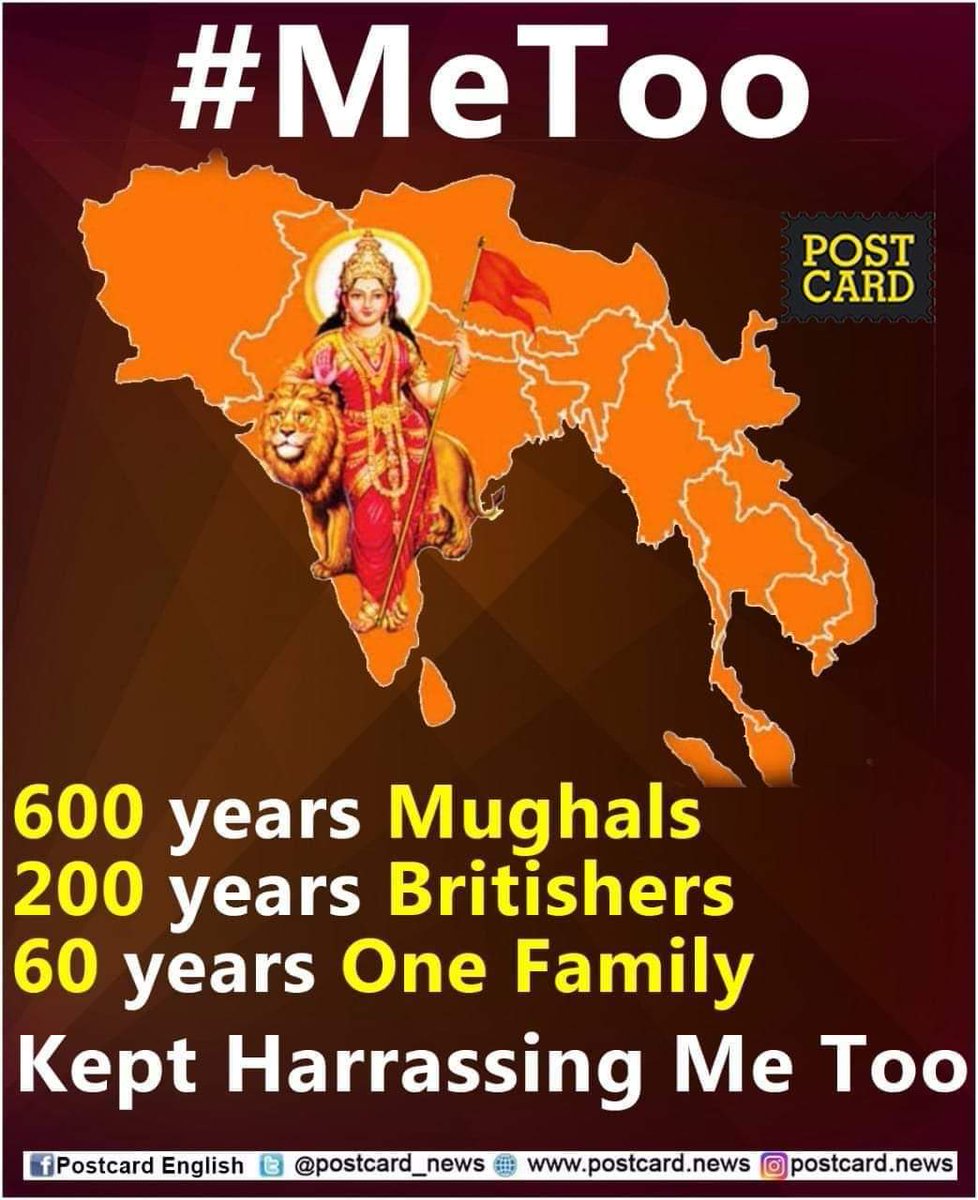 #MeToo
POST
CARD
600 years Mughals
200 years Britishers
60 years One Family
Kept Harrassing Me Too
Postcard English @postcard_news www.postcard.news postcard.news